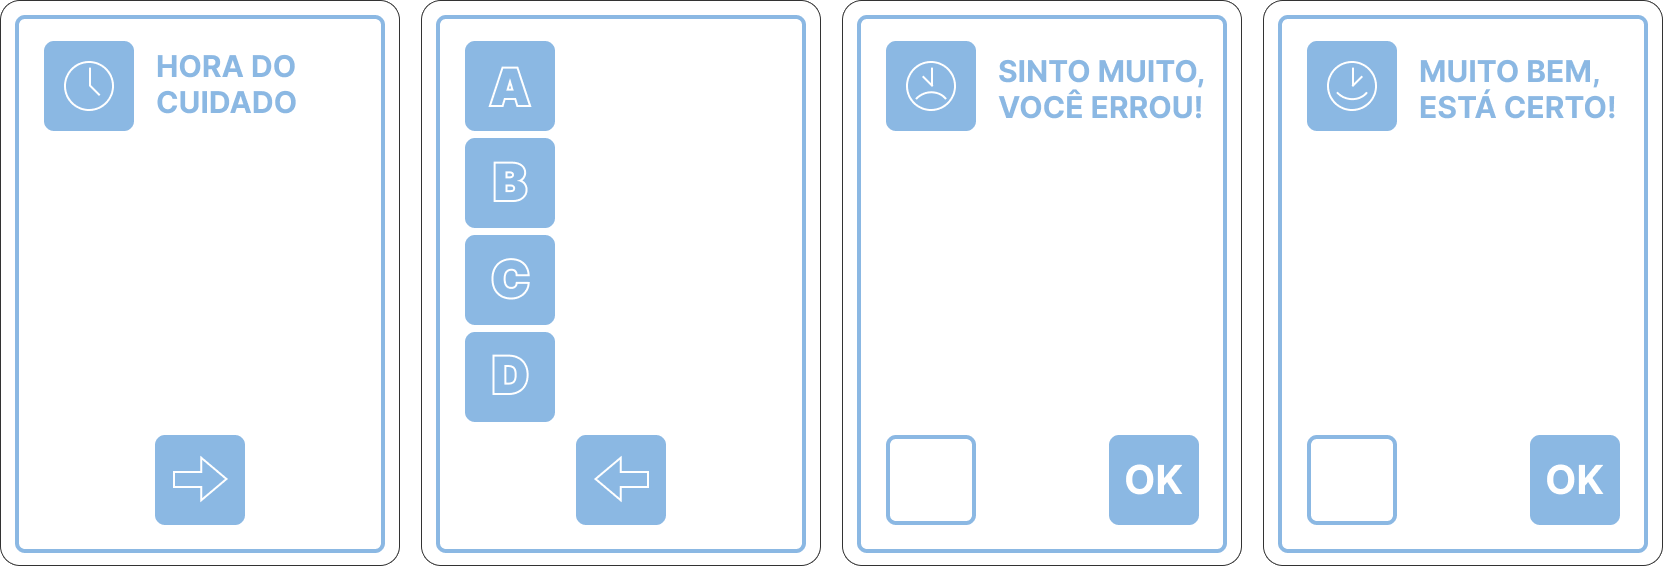 HORA DO
CUIDADO
A
B
C
D
SINTO MUITO,
VOCÊ ERROU!
OK
MUITO BEM,
ESTÁ CERTO!
OK